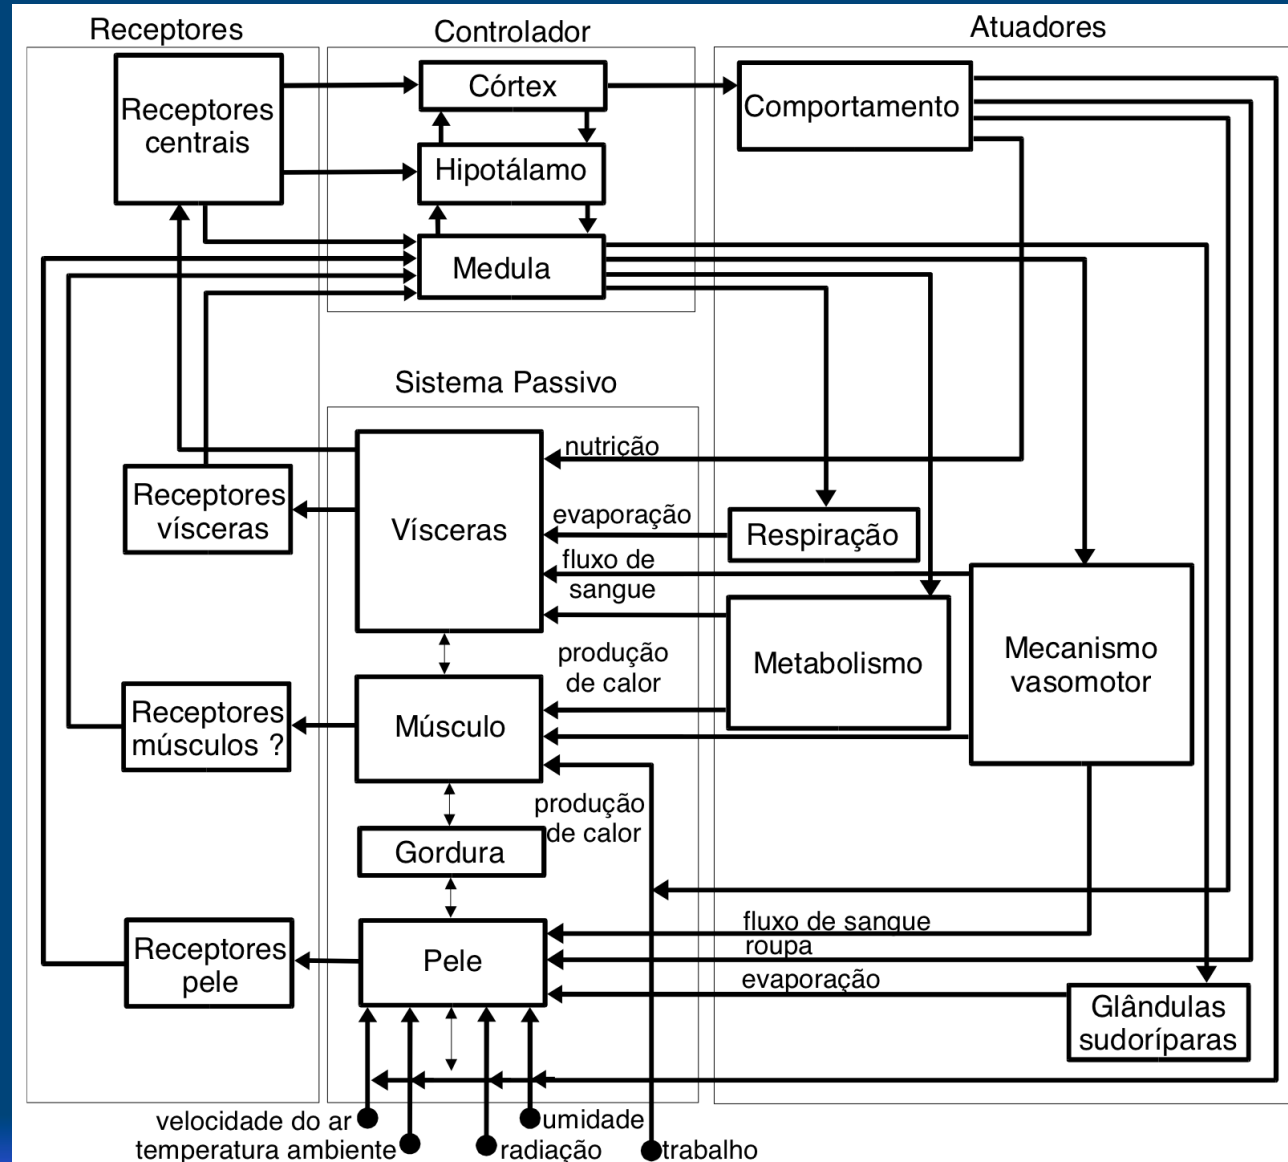 Receptores
Controlador
Atuadores
Receptores
centrais
Córtex
Comportamento
Hipotálamo
Medula
Sistema Passivo
nutrição
Receptores
vísceras
Vísceras
evaporação
Respiração
fluxo de
sangue
Metabolismo
Mecanismo
vasomotor
produção
de calor
Receptores
músculos ?
Músculo
produção
de calor
Gordura
fluxo de sangue
roupa
evaporação
Receptores
pele
Pele
Glândulas
sudoríparas
velocidade do ar
umidade
temperatura ambiente
radiação
trabalho